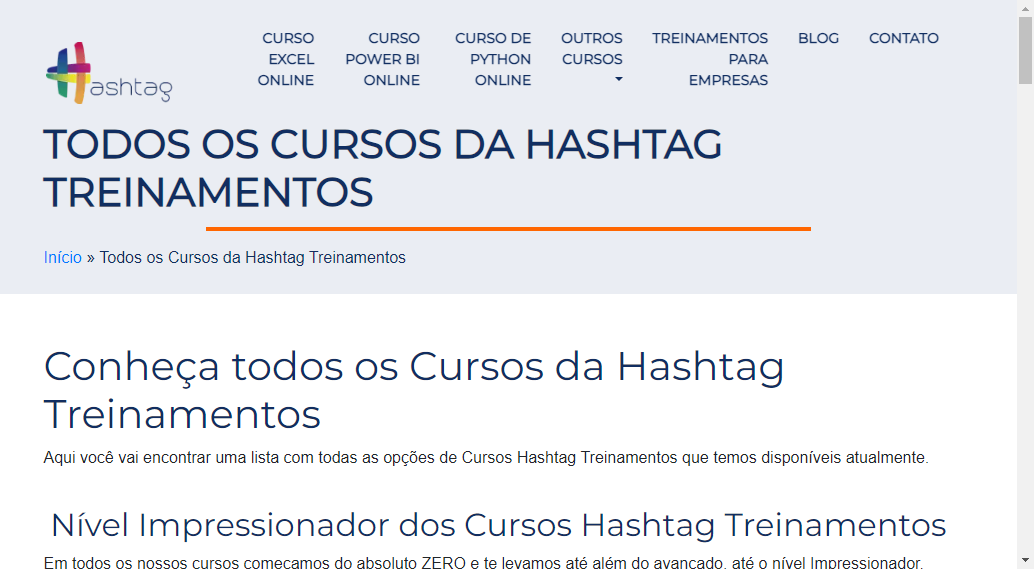 CURSO EXCEL ONLINE
CURSO POWER BI ONLINE
CURSO DE PYTHON ONLINE
OUTROS CURSOS
TREINAMENTOS PARA EMPRESAS
BLOG
CONTATO
Hashtag
TODOS OS CURSOS DA HASHTAG
TREINAMENTOS
Início » Todos os Cursos da Hashtag Treinamentos
Conheça todos os Cursos da Hashtag
Treinamentos
Aqui você vai encontrar uma lista com todas as opções de Cursos Hashtag Treinamentos que temos disponíveis atualmente.
Nível Impressionador dos Cursos Hashtag Treinamentos
Em todos os nossos cursos começamos do absoluto ZERO e te levamos até além do avançado, até o nível Impressionador.